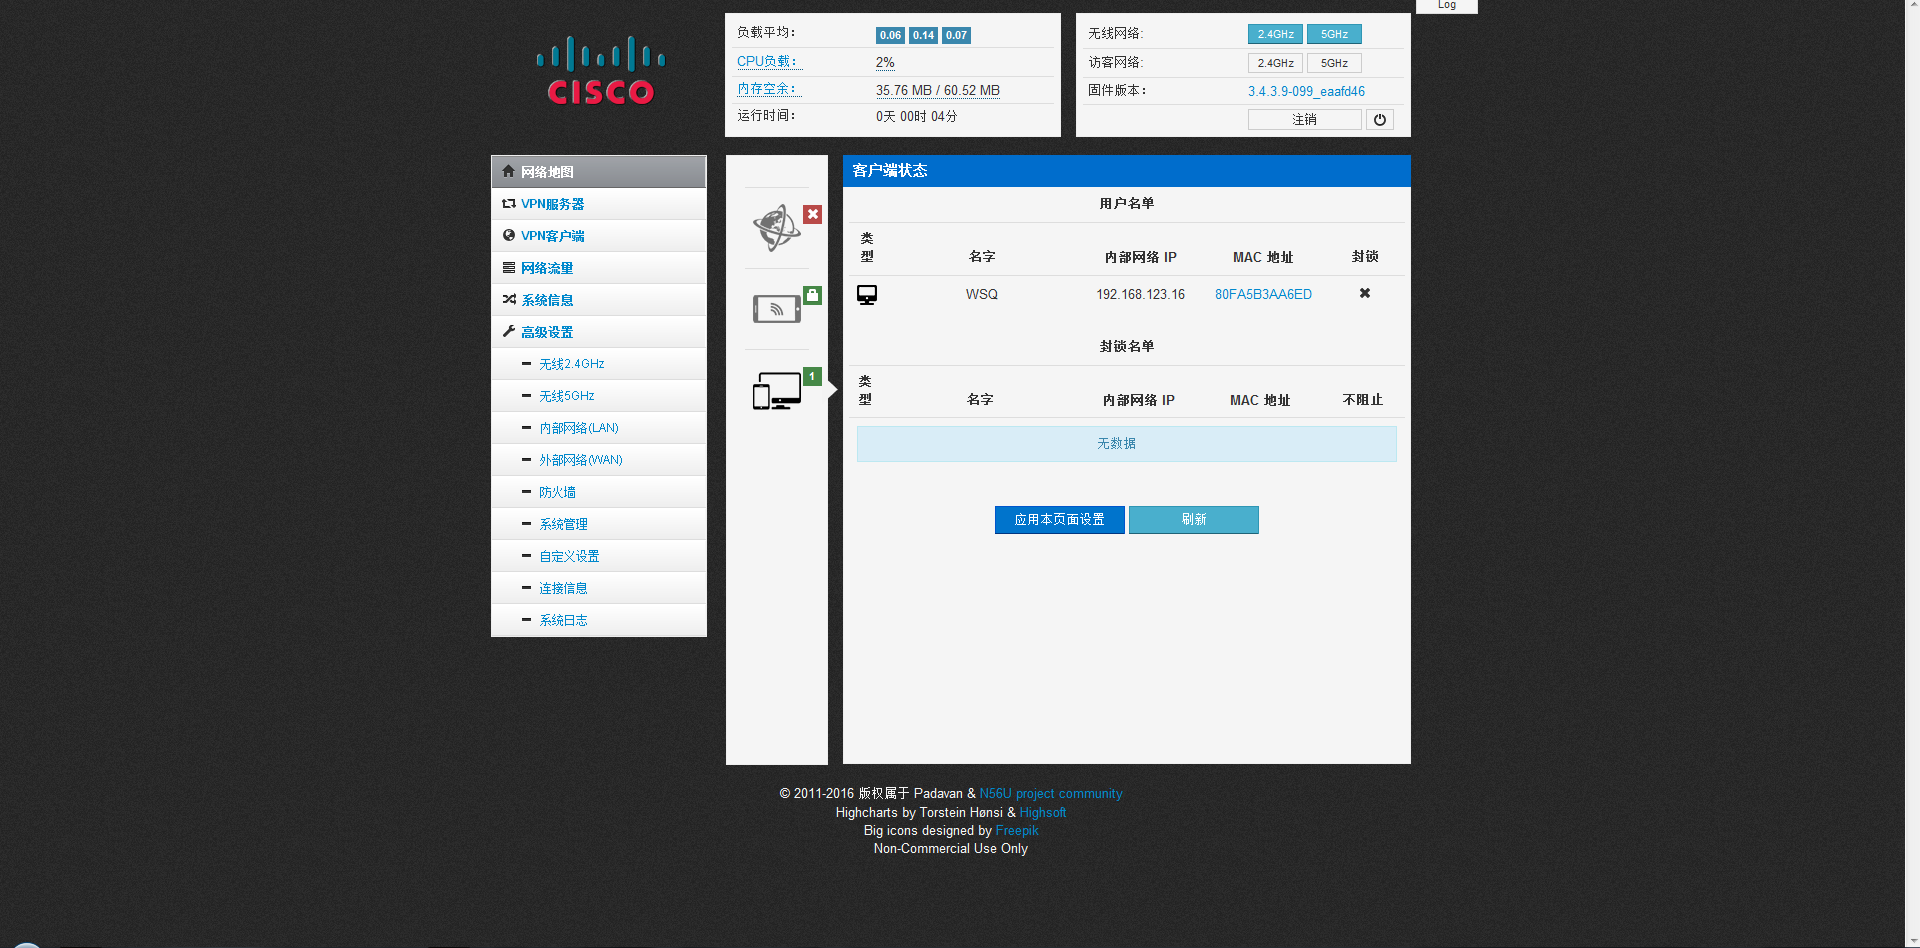 Log
CISCO
负载平均：
0.06 0.14 0.07
CPU负载：
2%
内存空余：
35.76 MB / 60.52 MB
运行时间：
0天 00时 04分
无线网络:
2.4GHz 5GHz
访客网络:
2.4GHz 5GHz
固件版本：
3.4.3.9-099_eaafd46
注销
网络地图
VPN服务器
VPN客户端
网络流量
系统信息
高级设置
无线2.4GHz
无线5GHz
内部网络(LAN)
外部网络(WAN)
防火墙
系统管理
自定义设置
连接信息
系统日志
1
客户端状态
用户名单
类型 名字 内部网络 IP MAC 地址 封锁
WSQ 192.168.123.16 80FA5B3AA6ED
封锁名单
类型 名字 内部网络 IP MAC 地址 不阻止
无数据
应用本页面设置 刷新
© 2011-2016 版权属于 Padavan & N56U project community
Highcharts by Torstein Hønsi & Highsoft
Big icons designed by Freepik
Non-Commercial Use Only